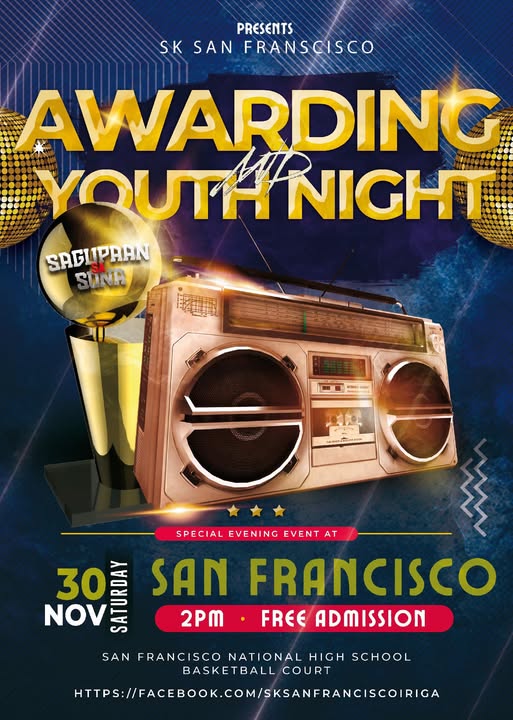 PRESENTS
SK SAN FRANSCISCO
AWARDING
AND
YOUTH NIGHT
SAGUPAAN
SA
SONA
SPECIAL EVENING EVENT AT
30
NOV
SATURDAY
SAN FRANCISCO
2PM · FREE ADMISSION
SAN FRANCISCO NATIONAL HIGH SCHOOL
BASKETBALL COURT
HTTPS://FACEBOOK.COM/SKSANFRANCISCOIRIGA